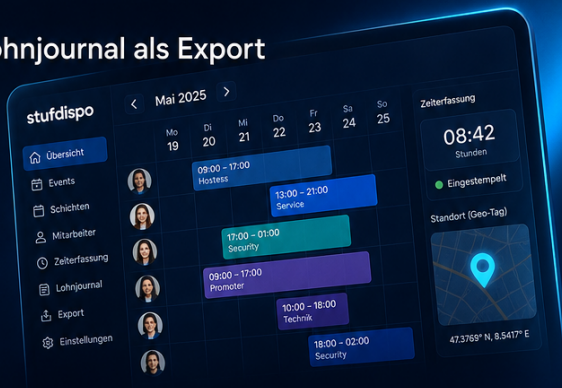 ohnjournal als Export
stufdispo
Mai 2025
Mo Di Mi Do Fr Sa So
19 20 21 22 23 24 25
Übersicht
Events
Schichten
Mitarbeiter
Zeiterfassung
Lohnjournal
Export
Einstellungen
09:00 – 17:00
Hostess
13:00 – 21:00
Service
17:00 – 01:00
Security
09:00 – 17:00
Promoter
10:00 – 18:00
Technik
18:00 – 02:00
Security
Zeiterfassung
08:42
Stunden
Eingestempelt
Standort (Geo-Tag)
47.3769° N, 8.5417° E